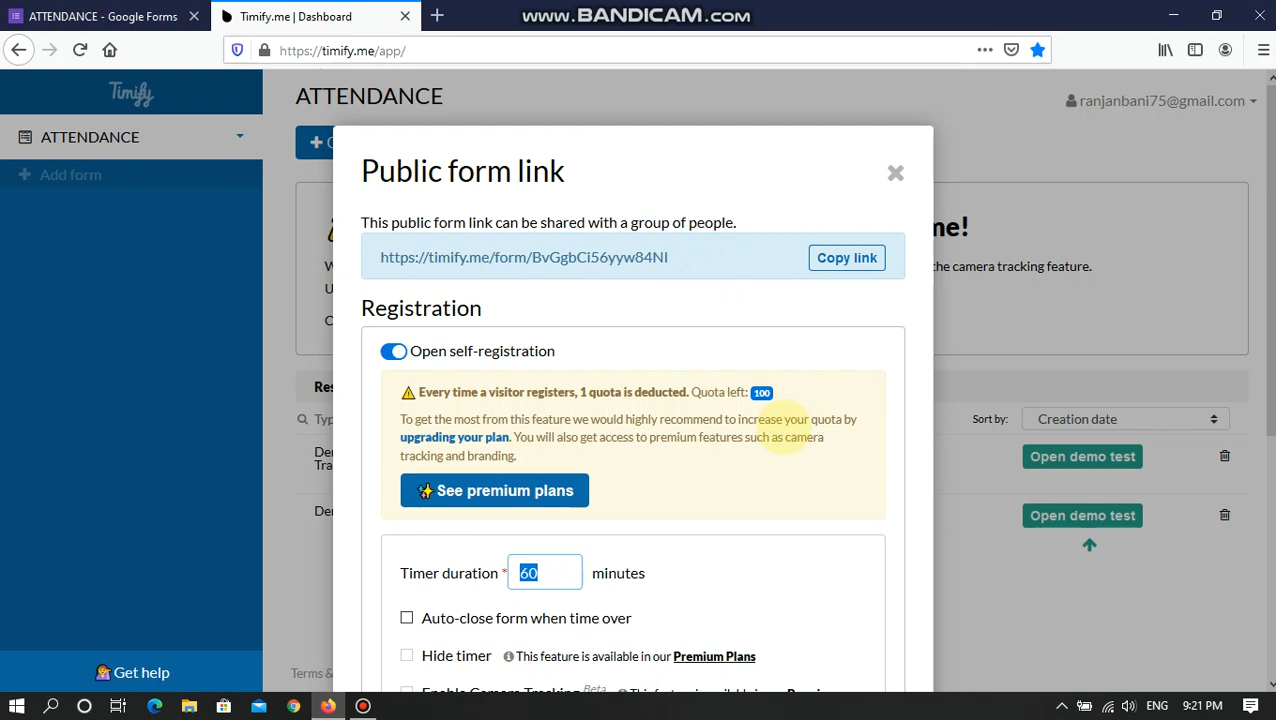 ATTENDANCE - Google Forms
Timify.me | Dashboard
www.BANDICAM.com
https://timify.me/app/
Timify
ATTENDANCE
ranjanbani75@gmail.com
ATTENDANCE
Add form
Public form link
me!
This public form link can be shared with a group of people.
https://timify.me/form/BvGgbCi56yyw84NI
Copy link
the camera tracking feature.
Registration
Open self-registration
Every time a visitor registers, 1 quota is deducted. Quota left: 100
To get the most from this feature we would highly recommend to increase your quota by
upgrading your plan. You will also get access to premium features such as camera
tracking and branding.
See premium plans
Sort by: Creation date
Open demo test
Open demo test
Timer duration * 60 minutes
Auto-close form when time over
Hide timer This feature is available in our Premium Plans
Enable Camera Tracking Beta
Get help
Terms &
ENG 9:21 PM